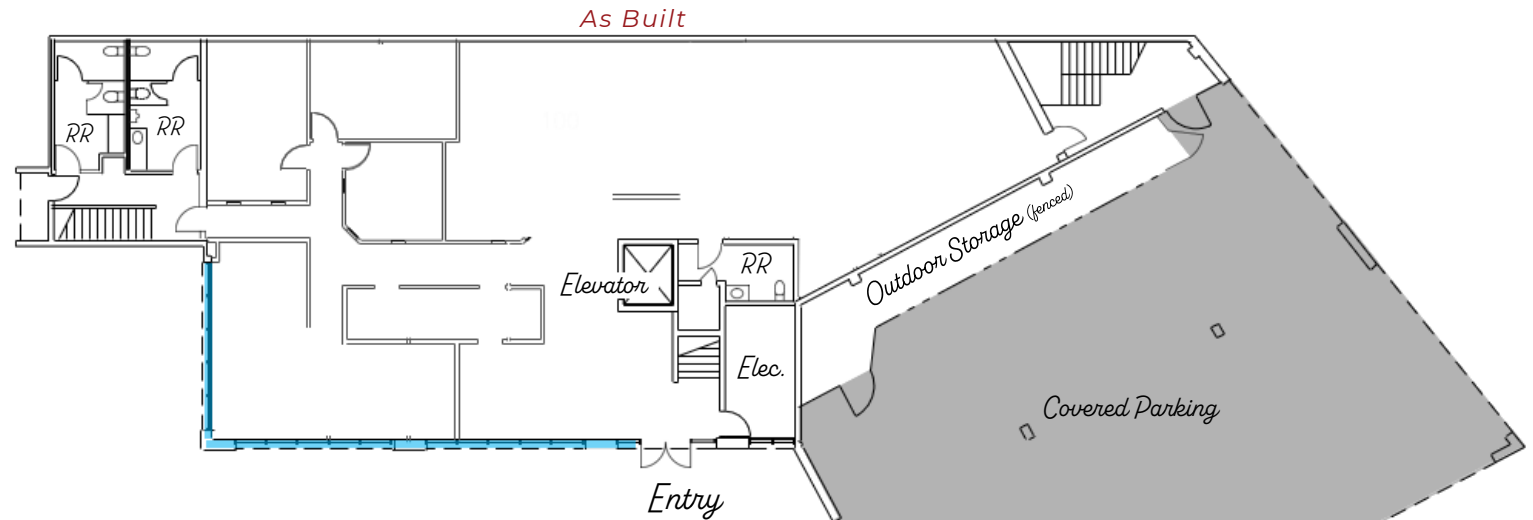 As Built
RR
RR
Outdoor Storage (fenced)
Elevator
RR
Elec.
Covered Parking
Entry